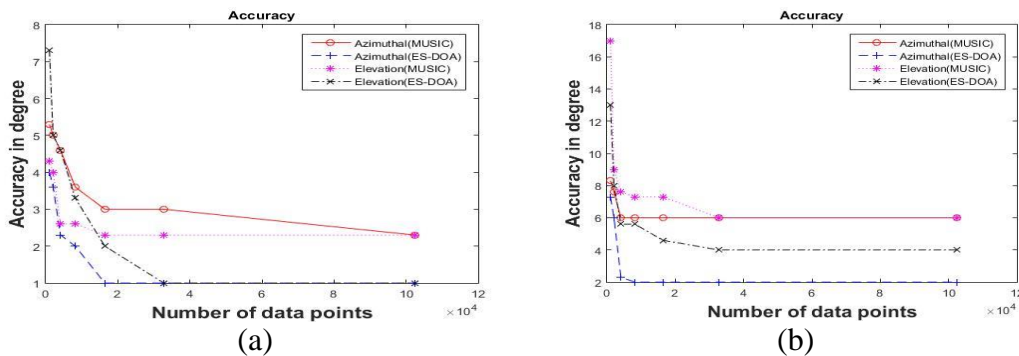 Accuracy
8
7
6
5
4
3
2
1
Accuracy in degree
0
2
4
6
8
10
12
× 10⁴
Number of data points
Azimuthal(MUSIC)
Azimuthal(ES-DOA)
Elevation(MUSIC)
Elevation(ES-DOA)
(a)
Accuracy
18
16
14
12
10
8
6
4
2
Accuracy in degree
0
2
4
6
8
10
12
× 10⁴
Number of data points
Azimuthal(MUSIC)
Azimuthal(ES-DOA)
Elevation(MUSIC)
Elevation(ES-DOA)
(b)